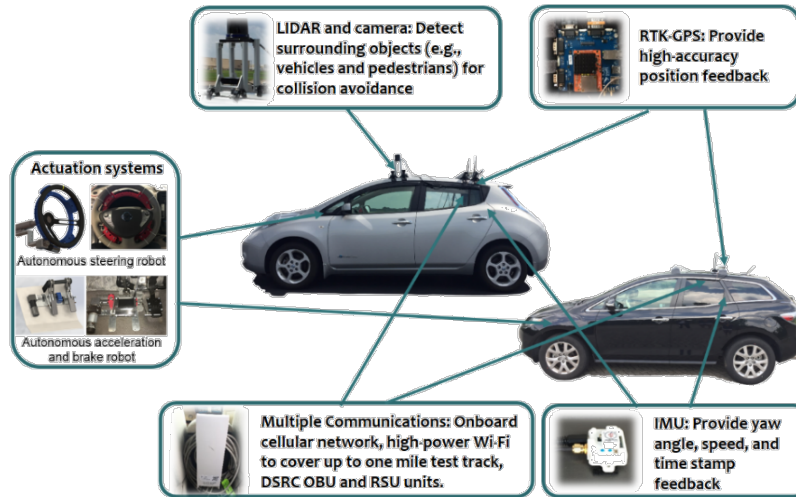 LIDAR and camera: Detect
surrounding objects (e.g.,
vehicles and pedestrians) for
collision avoidance
RTK-GPS: Provide
high-accuracy
position feedback
Actuation systems
Autonomous steering robot
Autonomous acceleration
and brake robot
Multiple Communications: Onboard
cellular network, high-power Wi-Fi
to cover up to one mile test track,
DSRC OBU and RSU units.
IMU: Provide yaw
angle, speed, and
time stamp
feedback